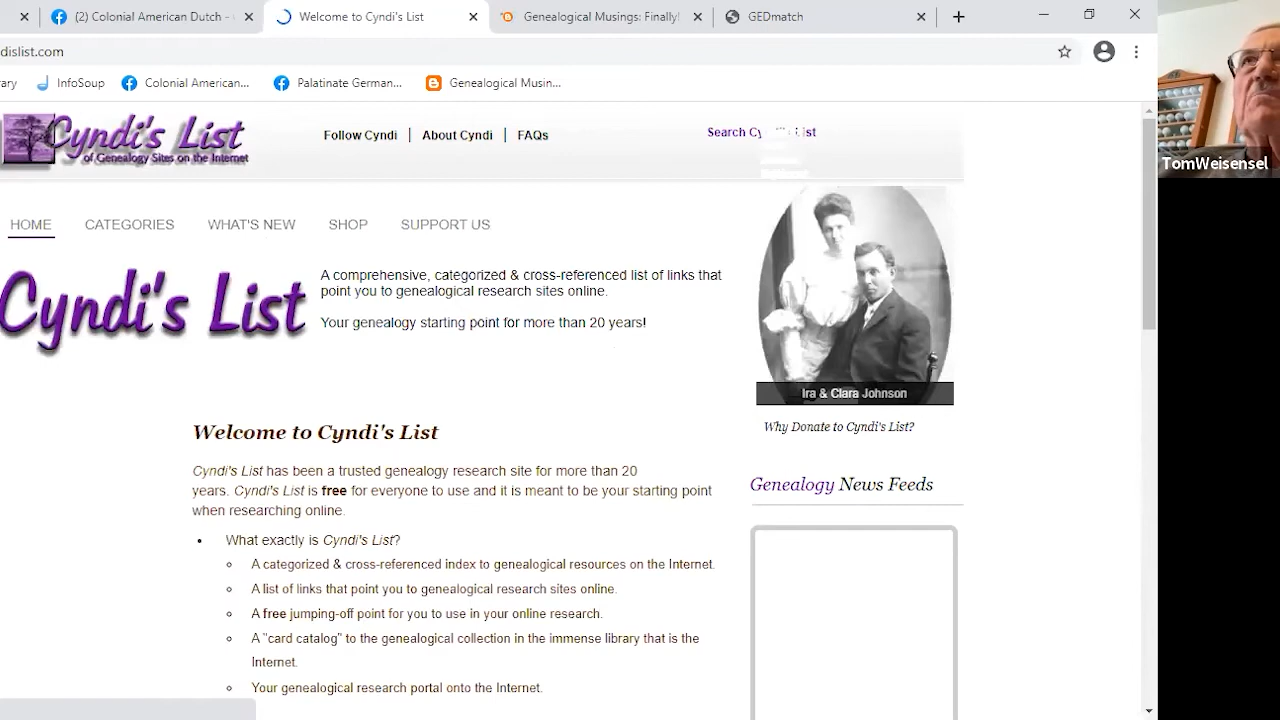 (2) Colonial American Dutch -
Welcome to Cyndi's List
Genealogical Musings: Finally!
GEDmatch
dislist.com
InfoSoup
Colonial American...
Palatinate German...
Genealogical Musin...
Cyndi's List
of Genealogy Sites on the Internet
Follow Cyndi | About Cyndi | FAQs
Search
TomWeisensel
HOME
CATEGORIES
WHAT'S NEW
SHOP
SUPPORT US
Cyndi's List
A comprehensive, categorized & cross-referenced list of links that
point you to genealogical research sites online.
Your genealogy starting point for more than 20 years!
Ira & Clara Johnson
Why Donate to Cyndi's List?
Genealogy News Feeds
Welcome to Cyndi's List
Cyndi's List has been a trusted genealogy research site for more than 20
years. Cyndi's List is free for everyone to use and it is meant to be your starting point
when researching online.
• What exactly is Cyndi's List?
A categorized & cross-referenced index to genealogical resources on the Internet.
A list of links that point you to genealogical research sites online.
A free jumping-off point for you to use in your online research.
A "card catalog" to the genealogical collection in the immense library that is the
Internet.
Your genealogical research portal onto the Internet.